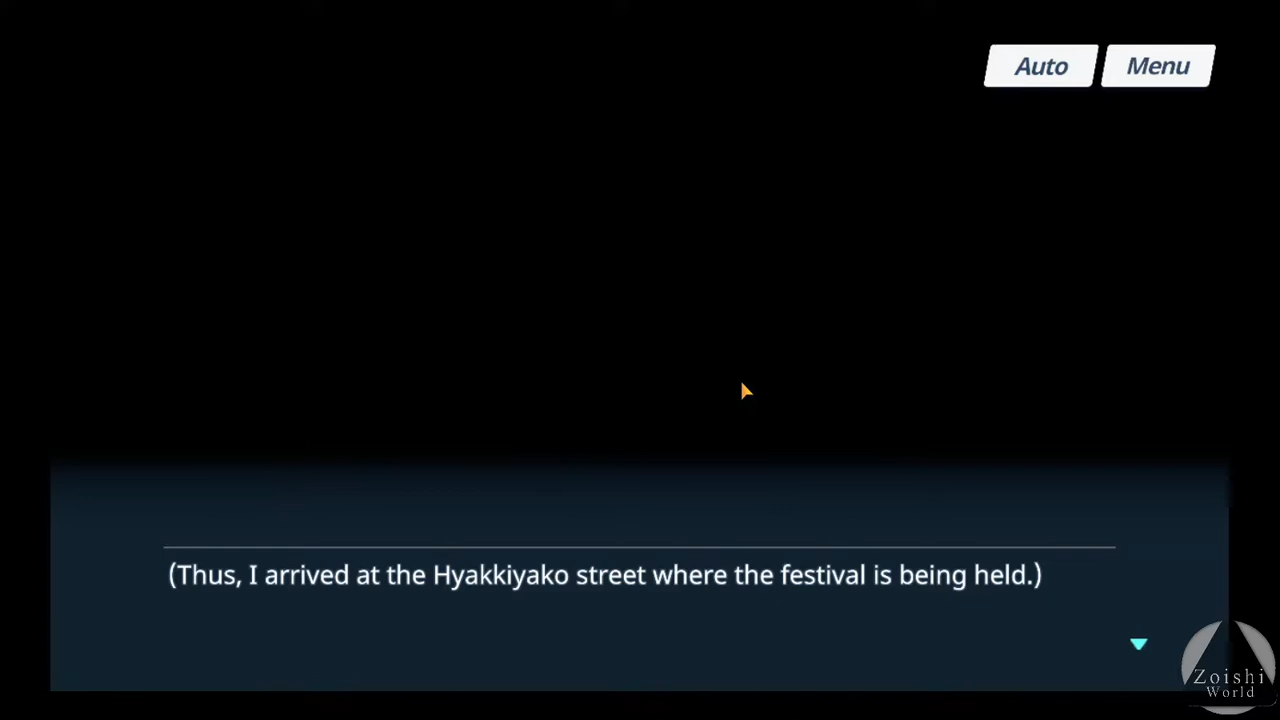 Auto
Menu
(Thus, I arrived at the Hyakkiyako street where the festival is being held.)
Zoishi
World